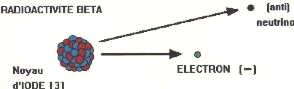 RADIOACTIVITE BETA
(anti)
neutrino
ELECTRON (-)
Noyau
d'IODE 131